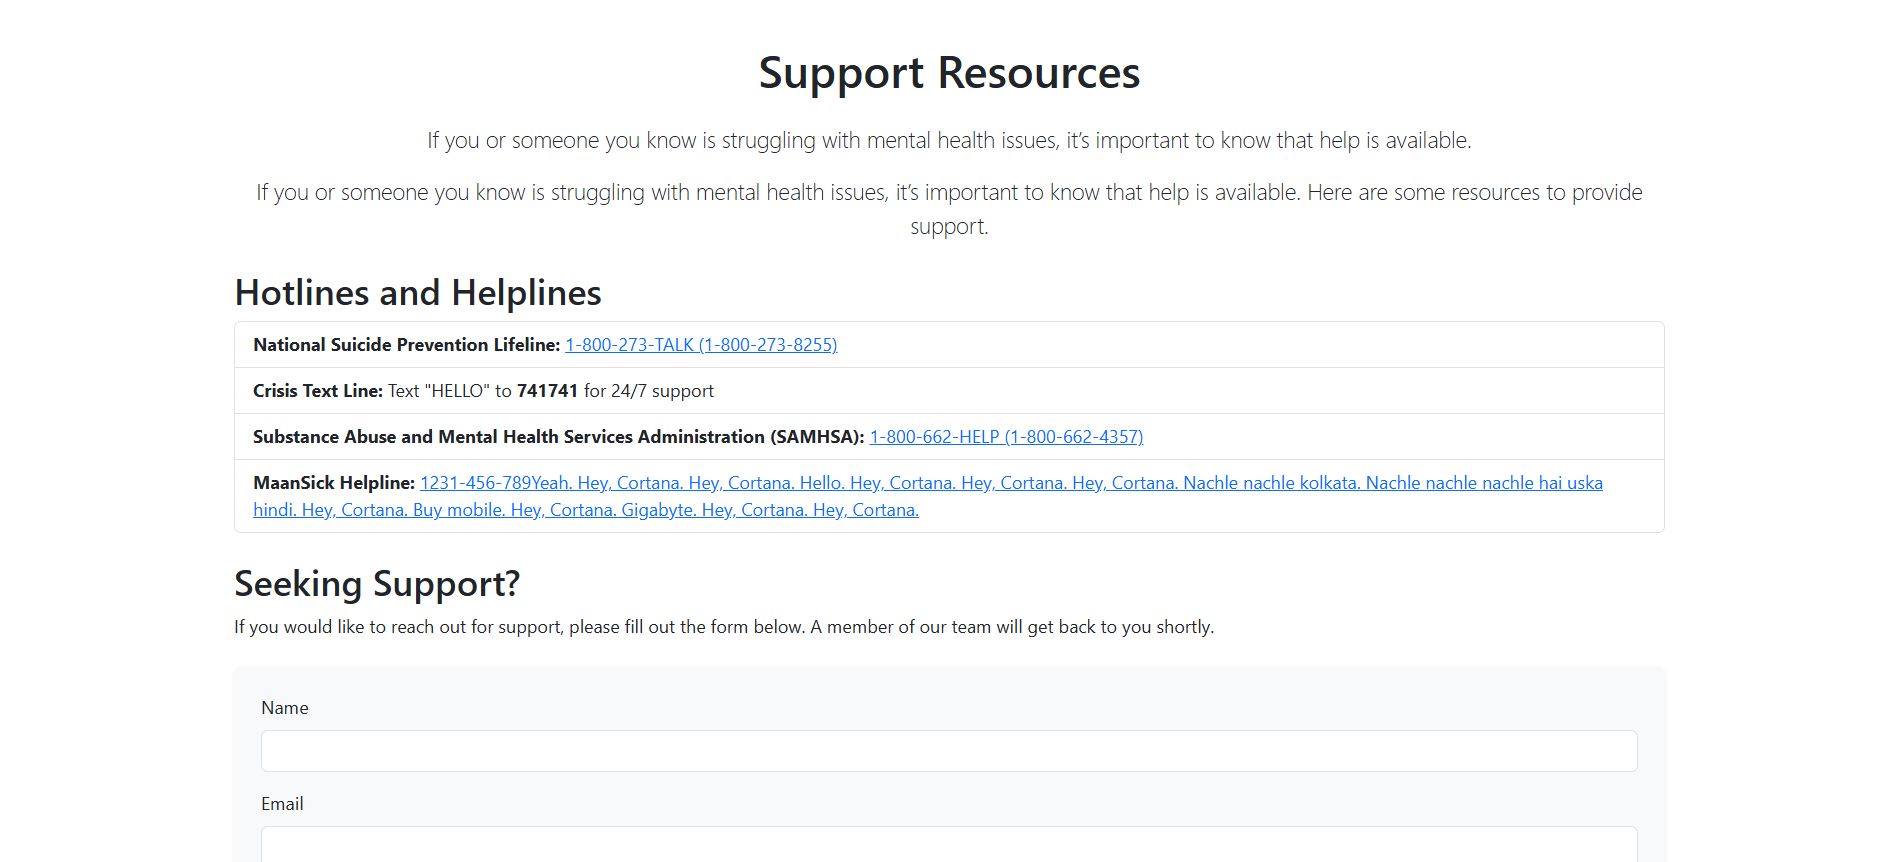 Support Resources
If you or someone you know is struggling with mental health issues, it’s important to know that help is available.
If you or someone you know is struggling with mental health issues, it’s important to know that help is available. Here are some resources to provide
support.
Hotlines and Helplines
National Suicide Prevention Lifeline: 1-800-273-TALK (1-800-273-8255)
Crisis Text Line: Text "HELLO" to 741741 for 24/7 support
Substance Abuse and Mental Health Services Administration (SAMHSA): 1-800-662-HELP (1-800-662-4357)
MaanSick Helpline: 1231-456-789Yeah. Hey, Cortana. Hey, Cortana. Hello. Hey, Cortana. Hey, Cortana. Hey, Cortana. Nachle nachle kolkata. Nachle nachle nachle hai uska
hindi. Hey, Cortana. Buy mobile. Hey, Cortana. Gigabyte. Hey, Cortana. Hey, Cortana.
Seeking Support?
If you would like to reach out for support, please fill out the form below. A member of our team will get back to you shortly.
Name
Email